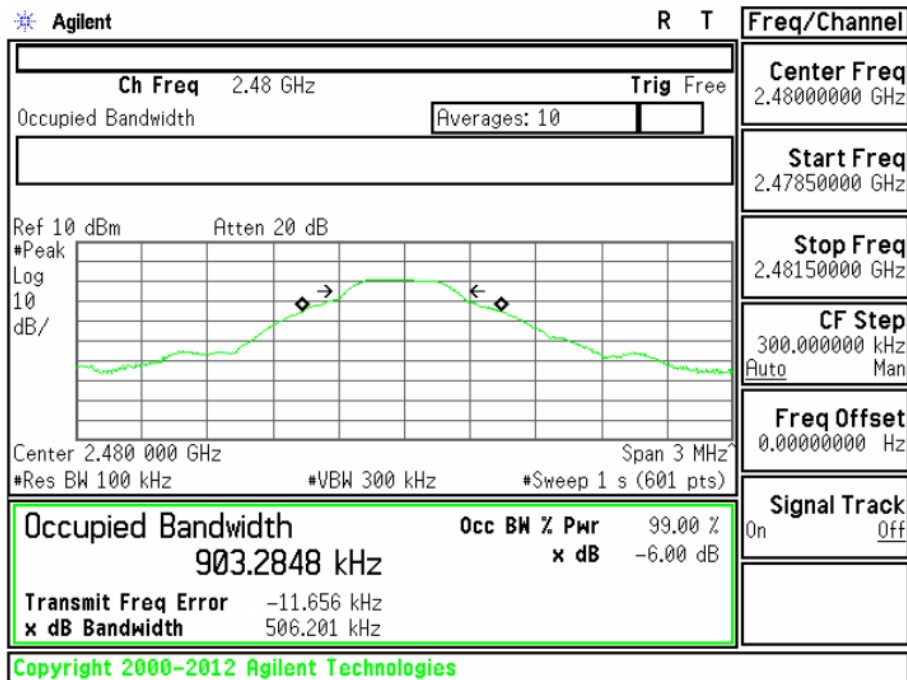 Agilent R T
Freq/Channel
Ch Freq 2.48 GHz Trig Free
Occupied Bandwidth Averages: 10
Ref 10 dBm Atten 20 dB
#Peak
Log
10
dB/
Center 2.480 000 GHz Span 3 MHz^
#Res BW 100 kHz #VBW 300 kHz #Sweep 1 s (601 pts)
Occupied Bandwidth Occ BW % Pwr 99.00 %
903.2848 kHz x dB -6.00 dB
Transmit Freq Error -11.656 kHz
x dB Bandwidth 506.201 kHz
Center Freq
2.48000000 GHz
Start Freq
2.47850000 GHz
Stop Freq
2.48150000 GHz
CF Step
300.000000 kHz
Auto Man
Freq Offset
0.00000000 Hz
Signal Track
On Off
Copyright 2000-2012 Agilent Technologies